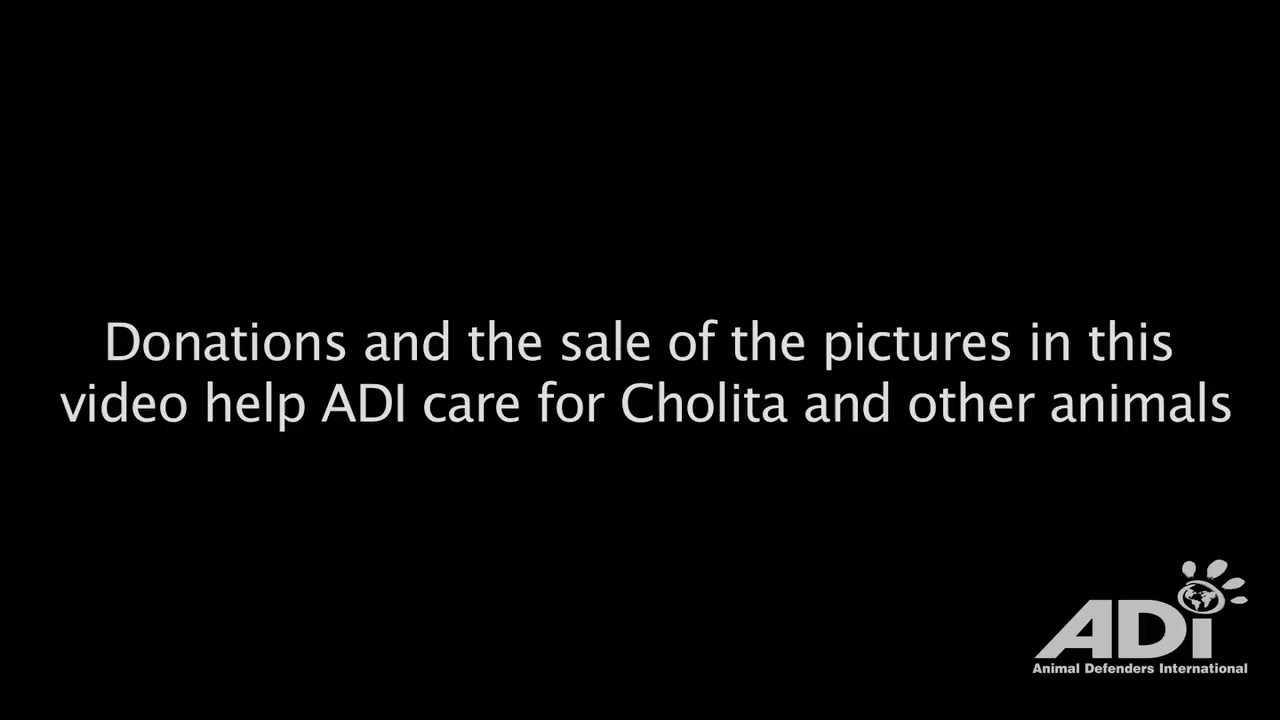 Donations and the sale of the pictures in this
video help ADI care for Cholita and other animals
ADi
Animal Defenders International